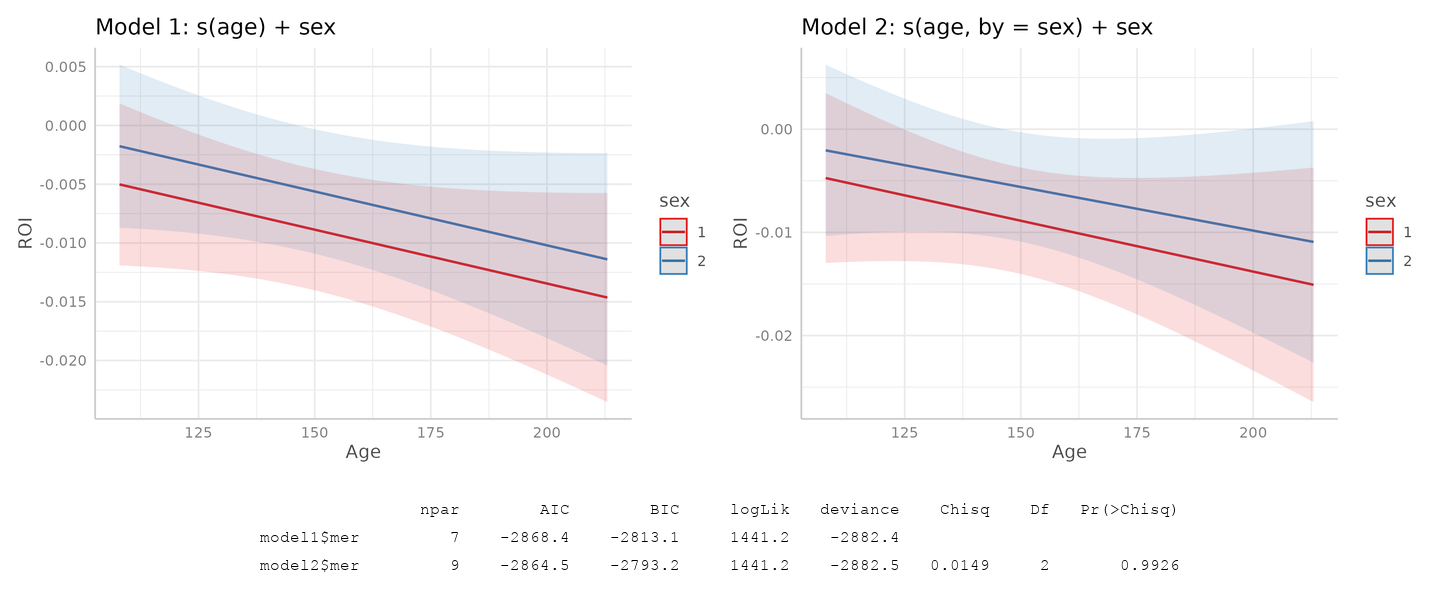 Model 1: s(age) + sex
0.005
0.000
-0.005
-0.010
-0.015
-0.020
ROI
125 150 175 200
Age
sex
1
2
Model 2: s(age, by = sex) + sex
0.00
-0.01
-0.02
ROI
125 150 175 200
Age
sex
1
2
npar AIC BIC logLik deviance Chisq Df Pr(>Chisq)
model1$mer 7 -2868.4 -2813.1 1441.2 -2882.4
model2$mer 9 -2864.5 -2793.2 1441.2 -2882.5 0.0149 2 0.9926